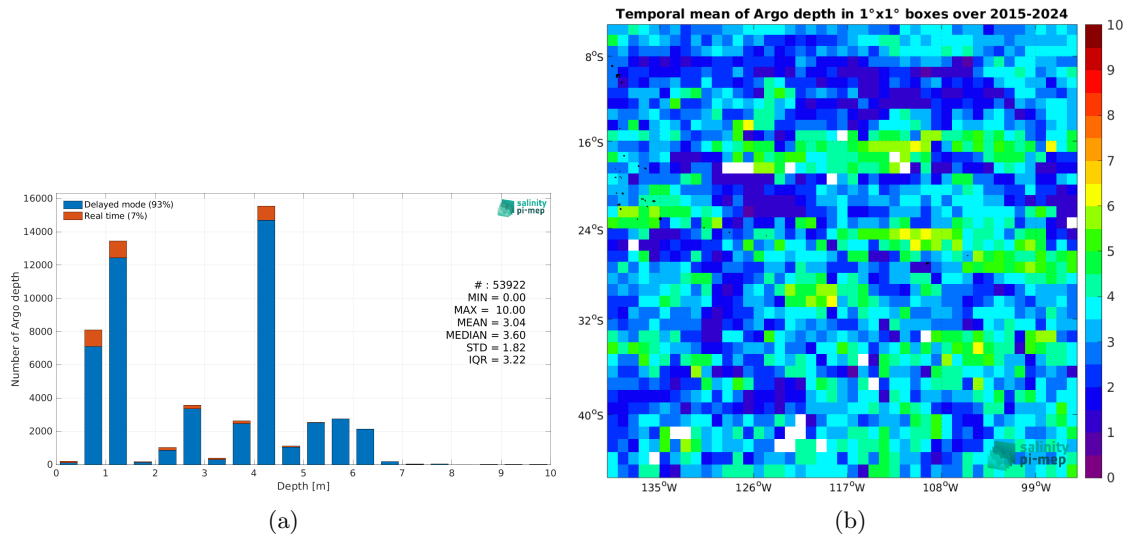 Temporal mean of Argo depth in 1°x1° boxes over 2015-2024
16000
14000
12000
10000
8000
6000
4000
2000
0
Number of Argo depth
Delayed mode (93%)
Real time (7%)
salinity
pi-mep
# : 53922
MIN = 0.00
MAX = 10.00
MEAN = 3.04
MEDIAN = 3.60
STD = 1.82
IQR = 3.22
0 1 2 3 4 5 6 7 8 9 10
Depth [m]
(a)
8°S
16°S
24°S
32°S
40°S
135°W 126°W 117°W 108°W 99°W
salinity
pi-mep
10
9
8
7
6
5
4
3
2
1
0
(b)